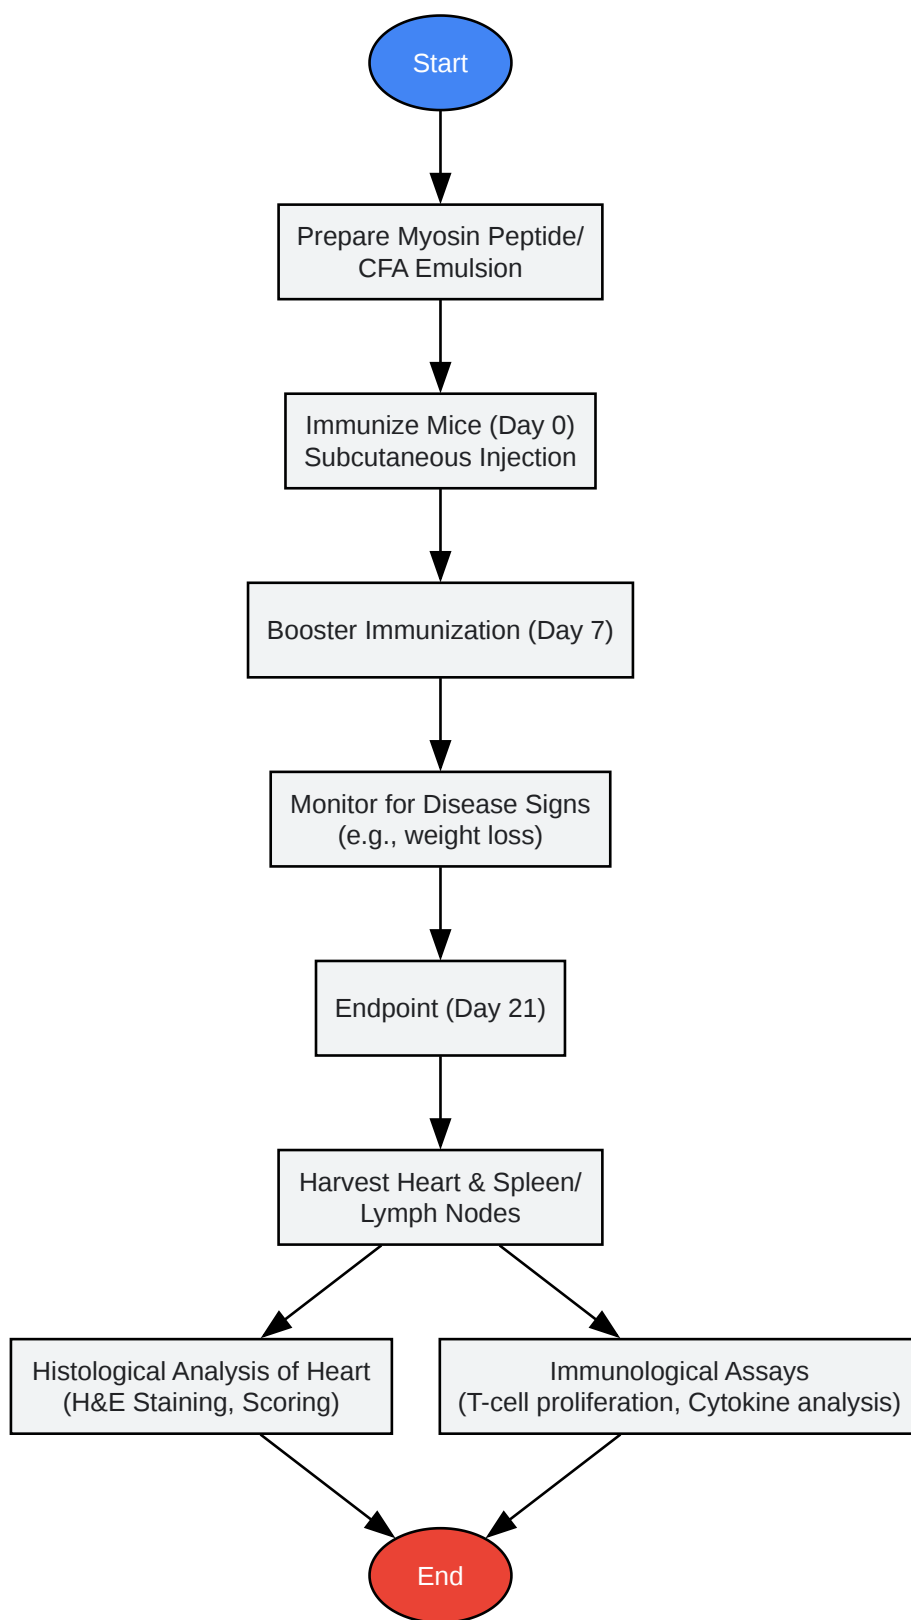 Start
Prepare Myosin Peptide/
CFA Emulsion
Immunize Mice (Day 0)
Subcutaneous Injection
Booster Immunization (Day 7)
Monitor for Disease Signs
(e.g., weight loss)
Endpoint (Day 21)
Harvest Heart & Spleen/
Lymph Nodes
Histological Analysis of Heart
(H&E Staining, Scoring)
Immunological Assays
(T-cell proliferation, Cytokine analysis)
End